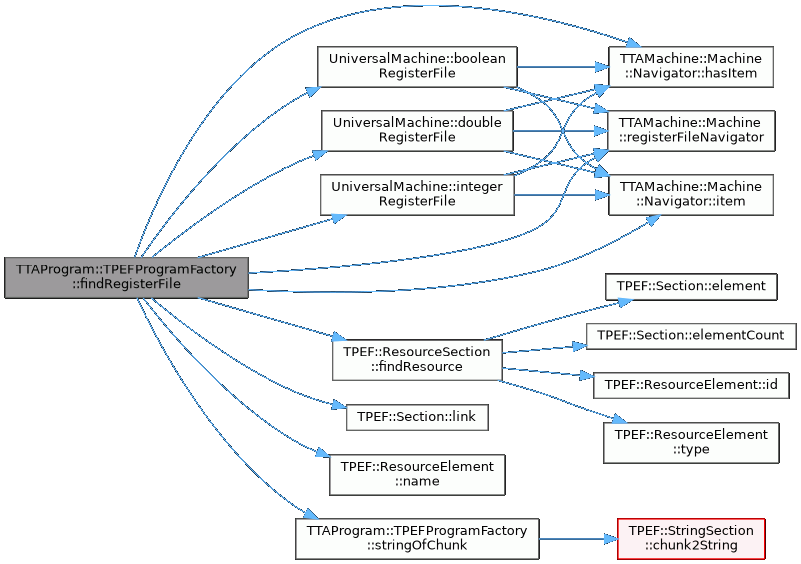 UniversalMachine::boolean
RegisterFile
TTAMachine::Machine
::Navigator::hasItem
UniversalMachine::double
RegisterFile
TTAMachine::Machine
::registerFileNavigator
UniversalMachine::integer
RegisterFile
TTAMachine::Machine
::Navigator::item
TTAProgram::TPEFProgramFactory
::findRegisterFile
TPEF::Section::element
TPEF::Section::elementCount
TPEF::ResourceSection
::findResource
TPEF::ResourceElement::id
TPEF::Section::link
TPEF::ResourceElement
::type
TPEF::ResourceElement
::name
TTAProgram::TPEFProgramFactory
::stringOfChunk
TPEF::StringSection
::chunk2String